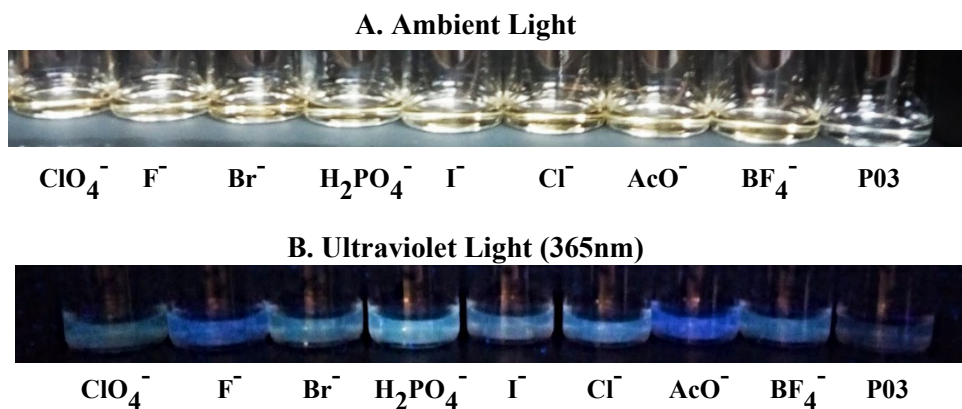 A. Ambient Light
ClO₄⁻ F⁻ Br⁻ H₂PO₄⁻ I⁻ Cl⁻ AcO⁻ BF₄⁻ P03
B. Ultraviolet Light (365nm)
ClO₄⁻ F⁻ Br⁻ H₂PO₄⁻ I⁻ Cl⁻ AcO⁻ BF₄⁻ P03